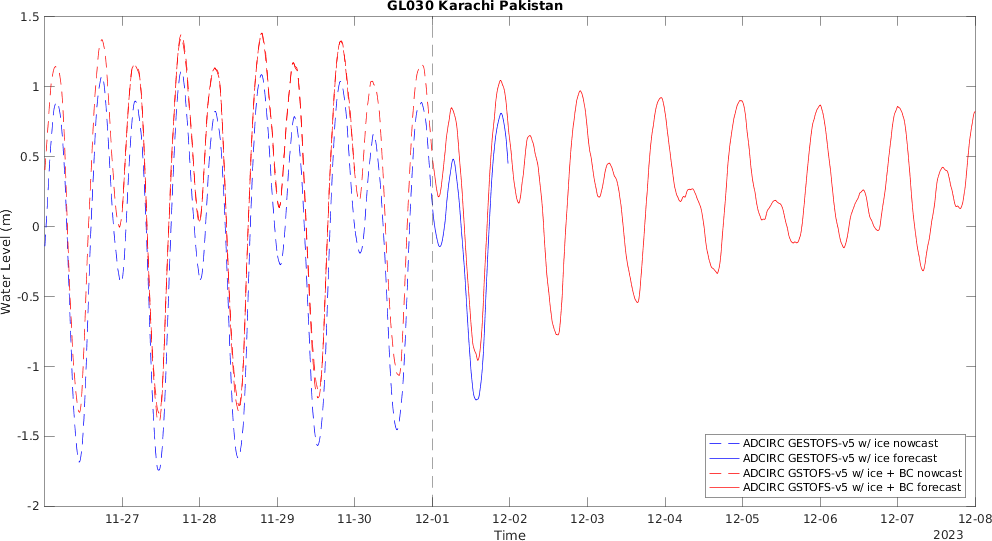 GL030 Karachi Pakistan
1.5
1
0.5
0
-0.5
-1
-1.5
-2
Water Level (m)
11-27 11-28 11-29 11-30 12-01 12-02 12-03 12-04 12-05 12-06 12-07 12-08
Time
2023
ADCIRC GESTOFS-v5 w/ ice nowcast
ADCIRC GESTOFS-v5 w/ ice forecast
ADCIRC GSTOFS-v5 w/ ice + BC nowcast
ADCIRC GSTOFS-v5 w/ ice + BC forecast